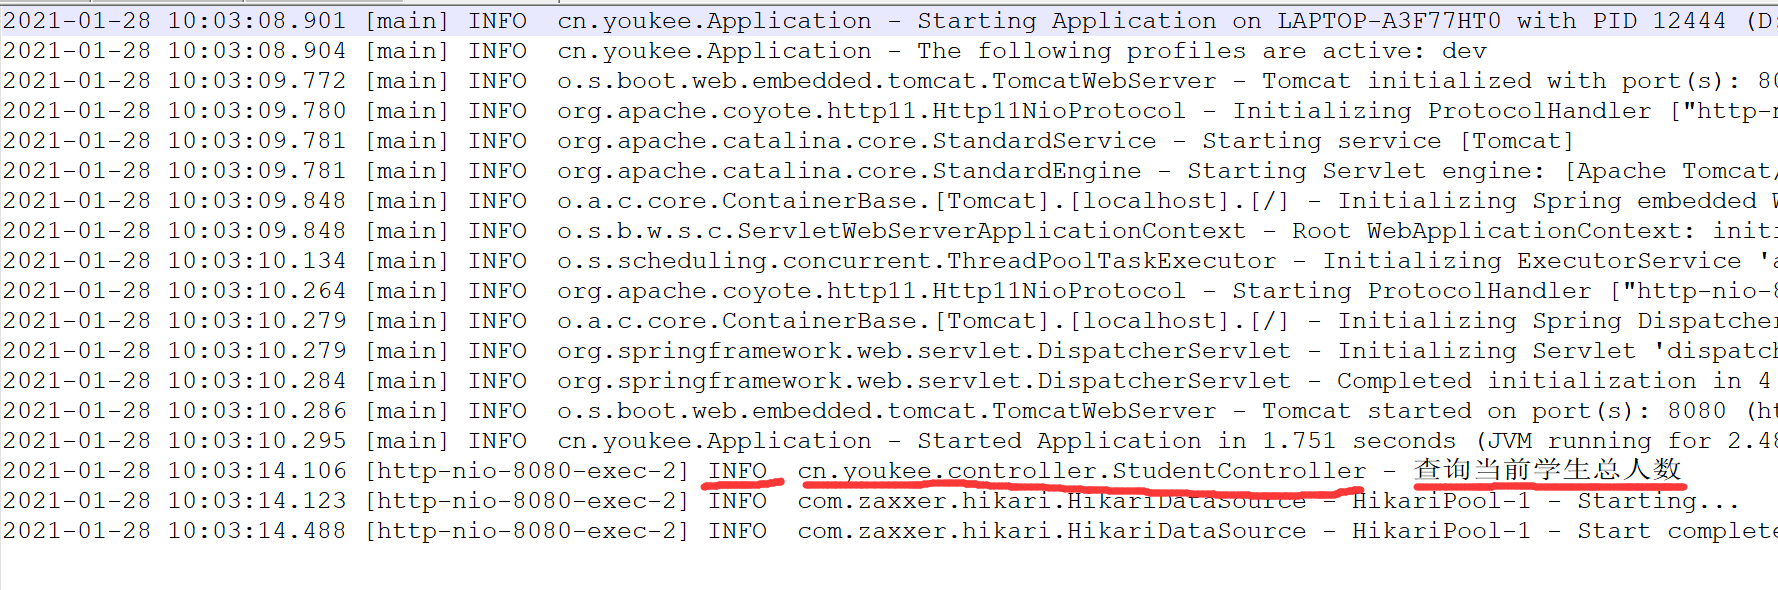 2021-01-28 10:03:08.901 [main] INFO  cn.youkee.Application - Starting Application on LAPTOP-A3F77HT0 with PID 12444 (D:
2021-01-28 10:03:08.904 [main] INFO  cn.youkee.Application - The following profiles are active: dev
2021-01-28 10:03:09.772 [main] INFO  o.s.boot.web.embedded.tomcat.TomcatWebServer - Tomcat initialized with port(s): 80
2021-01-28 10:03:09.780 [main] INFO  org.apache.coyote.http11.Http11NioProtocol - Initializing ProtocolHandler ["http-n
2021-01-28 10:03:09.781 [main] INFO  org.apache.catalina.core.StandardService - Starting service [Tomcat]
2021-01-28 10:03:09.781 [main] INFO  org.apache.catalina.core.StandardEngine - Starting Servlet engine: [Apache Tomcat/
2021-01-28 10:03:09.848 [main] INFO  o.a.c.core.ContainerBase.[Tomcat].[localhost].[/] - Initializing Spring embedded W
2021-01-28 10:03:09.848 [main] INFO  o.s.b.w.s.c.ServletWebServerApplicationContext - Root WebApplicationContext: initi
2021-01-28 10:03:10.134 [main] INFO  o.s.scheduling.concurrent.ThreadPoolTaskExecutor - Initializing ExecutorService 'a
2021-01-28 10:03:10.264 [main] INFO  org.apache.coyote.http11.Http11NioProtocol - Starting ProtocolHandler ["http-nio-8
2021-01-28 10:03:10.279 [main] INFO  o.a.c.core.ContainerBase.[Tomcat].[localhost].[/] - Initializing Spring Dispatcher
2021-01-28 10:03:10.279 [main] INFO  org.springframework.web.servlet.DispatcherServlet - Initializing Servlet 'dispatch
2021-01-28 10:03:10.284 [main] INFO  org.springframework.web.servlet.DispatcherServlet - Completed initialization in 4
2021-01-28 10:03:10.286 [main] INFO  o.s.boot.web.embedded.tomcat.TomcatWebServer - Tomcat started on port(s): 8080 (ht
2021-01-28 10:03:10.295 [main] INFO  cn.youkee.Application - Started Application in 1.751 seconds (JVM running for 2.48
2021-01-28 10:03:14.106 [http-nio-8080-exec-2] INFO  cn.youkee.controller.StudentController - 查询当前学生总人数
2021-01-28 10:03:14.123 [http-nio-8080-exec-2] INFO  com.zaxxer.hikari.HikariDataSource - HikariPool-1 - Starting...
2021-01-28 10:03:14.488 [http-nio-8080-exec-2] INFO  com.zaxxer.hikari.HikariDataSource - HikariPool-1 - Start complete